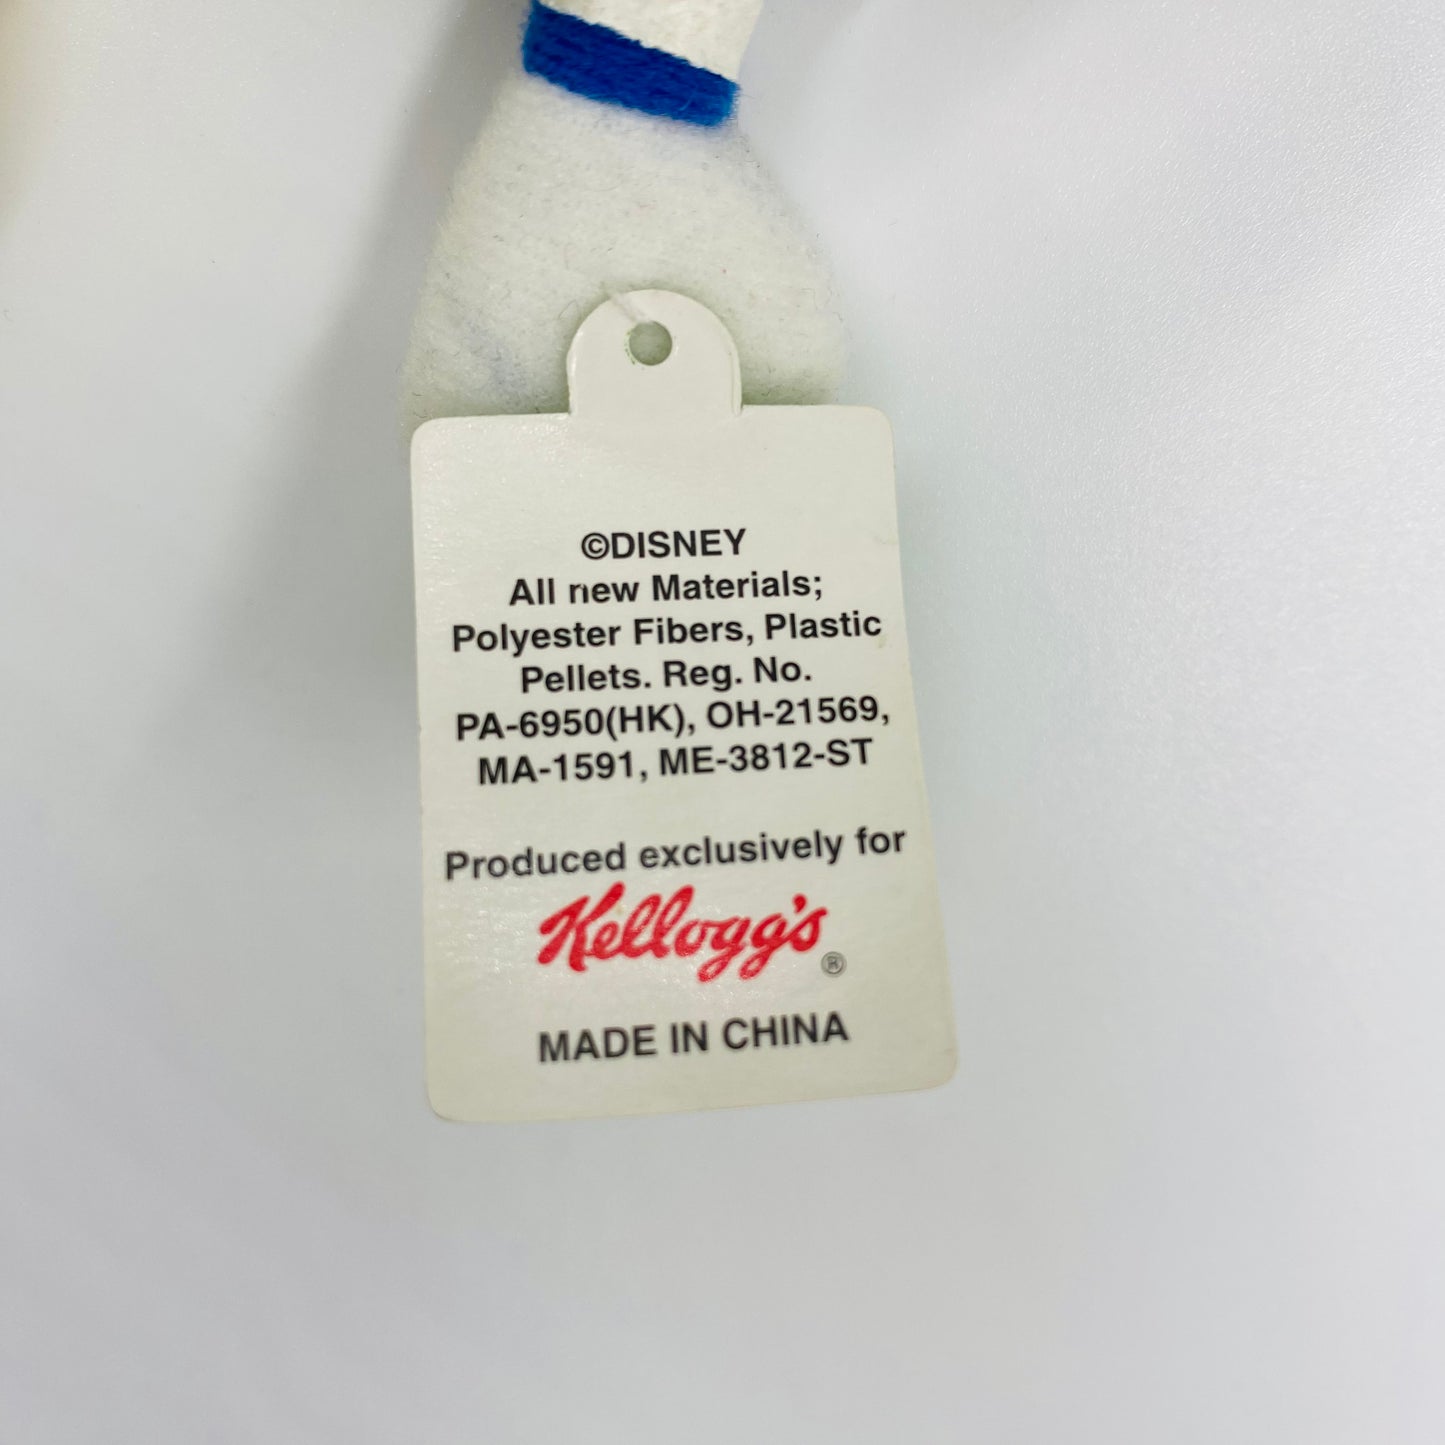 ©DISNEY
All new Materials;
Polyester Fibers, Plastic
Pellets. Reg. No.
PA-6950(HK), OH-21569,
MA-1591, ME-3812-ST
Produced exclusively for
Kellogg's®
MADE IN CHINA